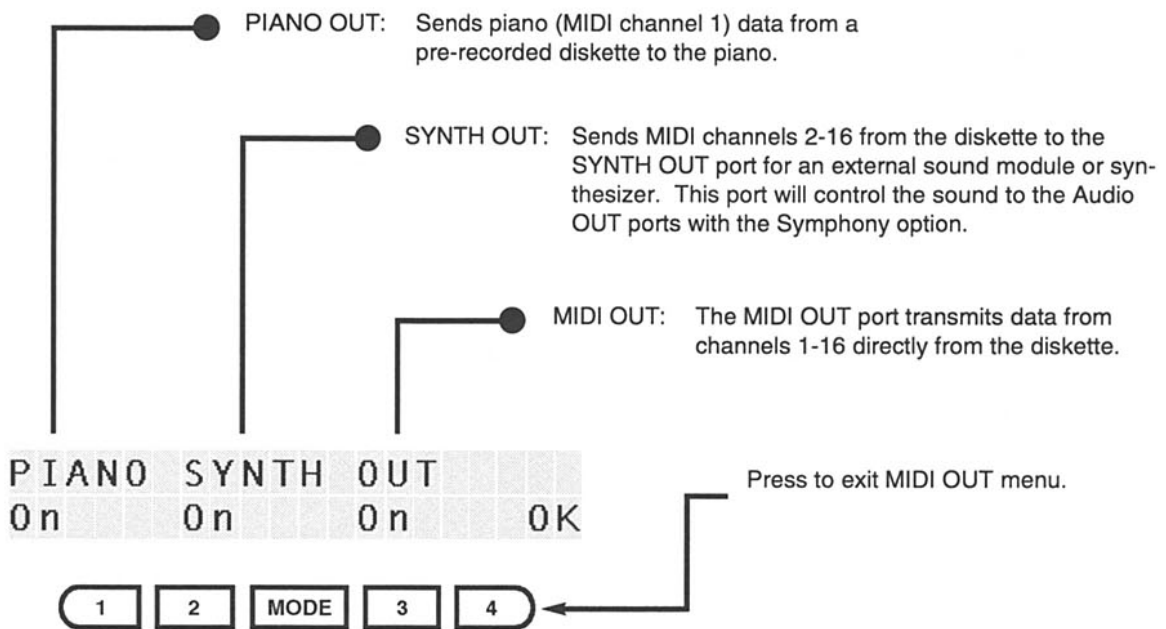 PIANO OUT: Sends piano (MIDI channel 1) data from a
pre-recorded diskette to the piano.
SYNTH OUT: Sends MIDI channels 2-16 from the diskette to the
SYNTH OUT port for an external sound module or syn-
thesizer. This port will control the sound to the Audio
OUT ports with the Symphony option.
MIDI OUT: The MIDI OUT port transmits data from
channels 1-16 directly from the diskette.
PIANO SYNTH OUT
On On On OK
Press to exit MIDI OUT menu.
1 2 MODE 3 4